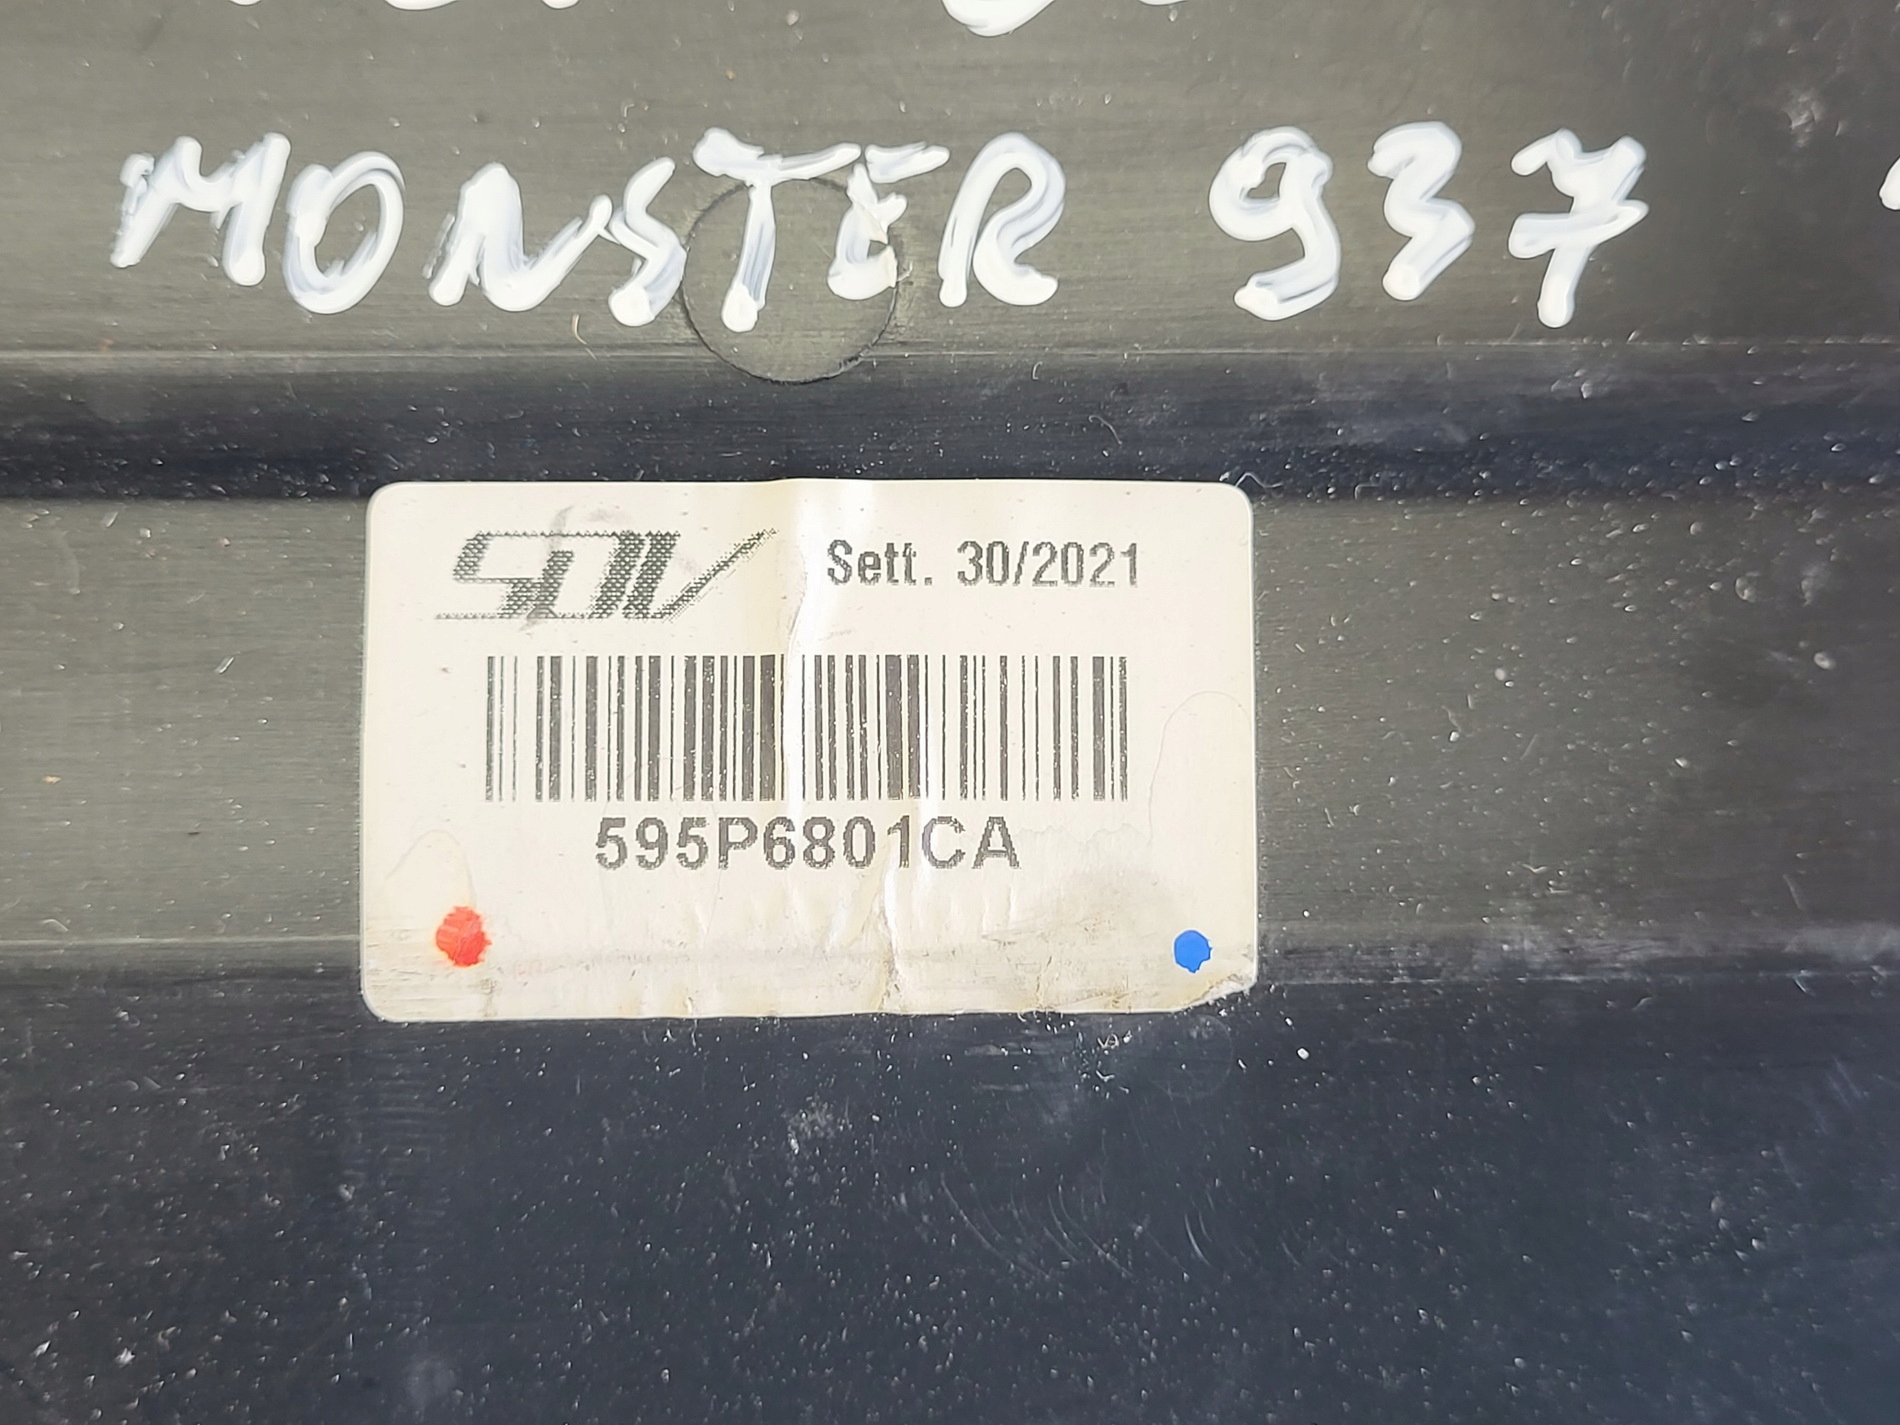 MONSTER 937
SDV Sett. 30/2021
595P6801CA